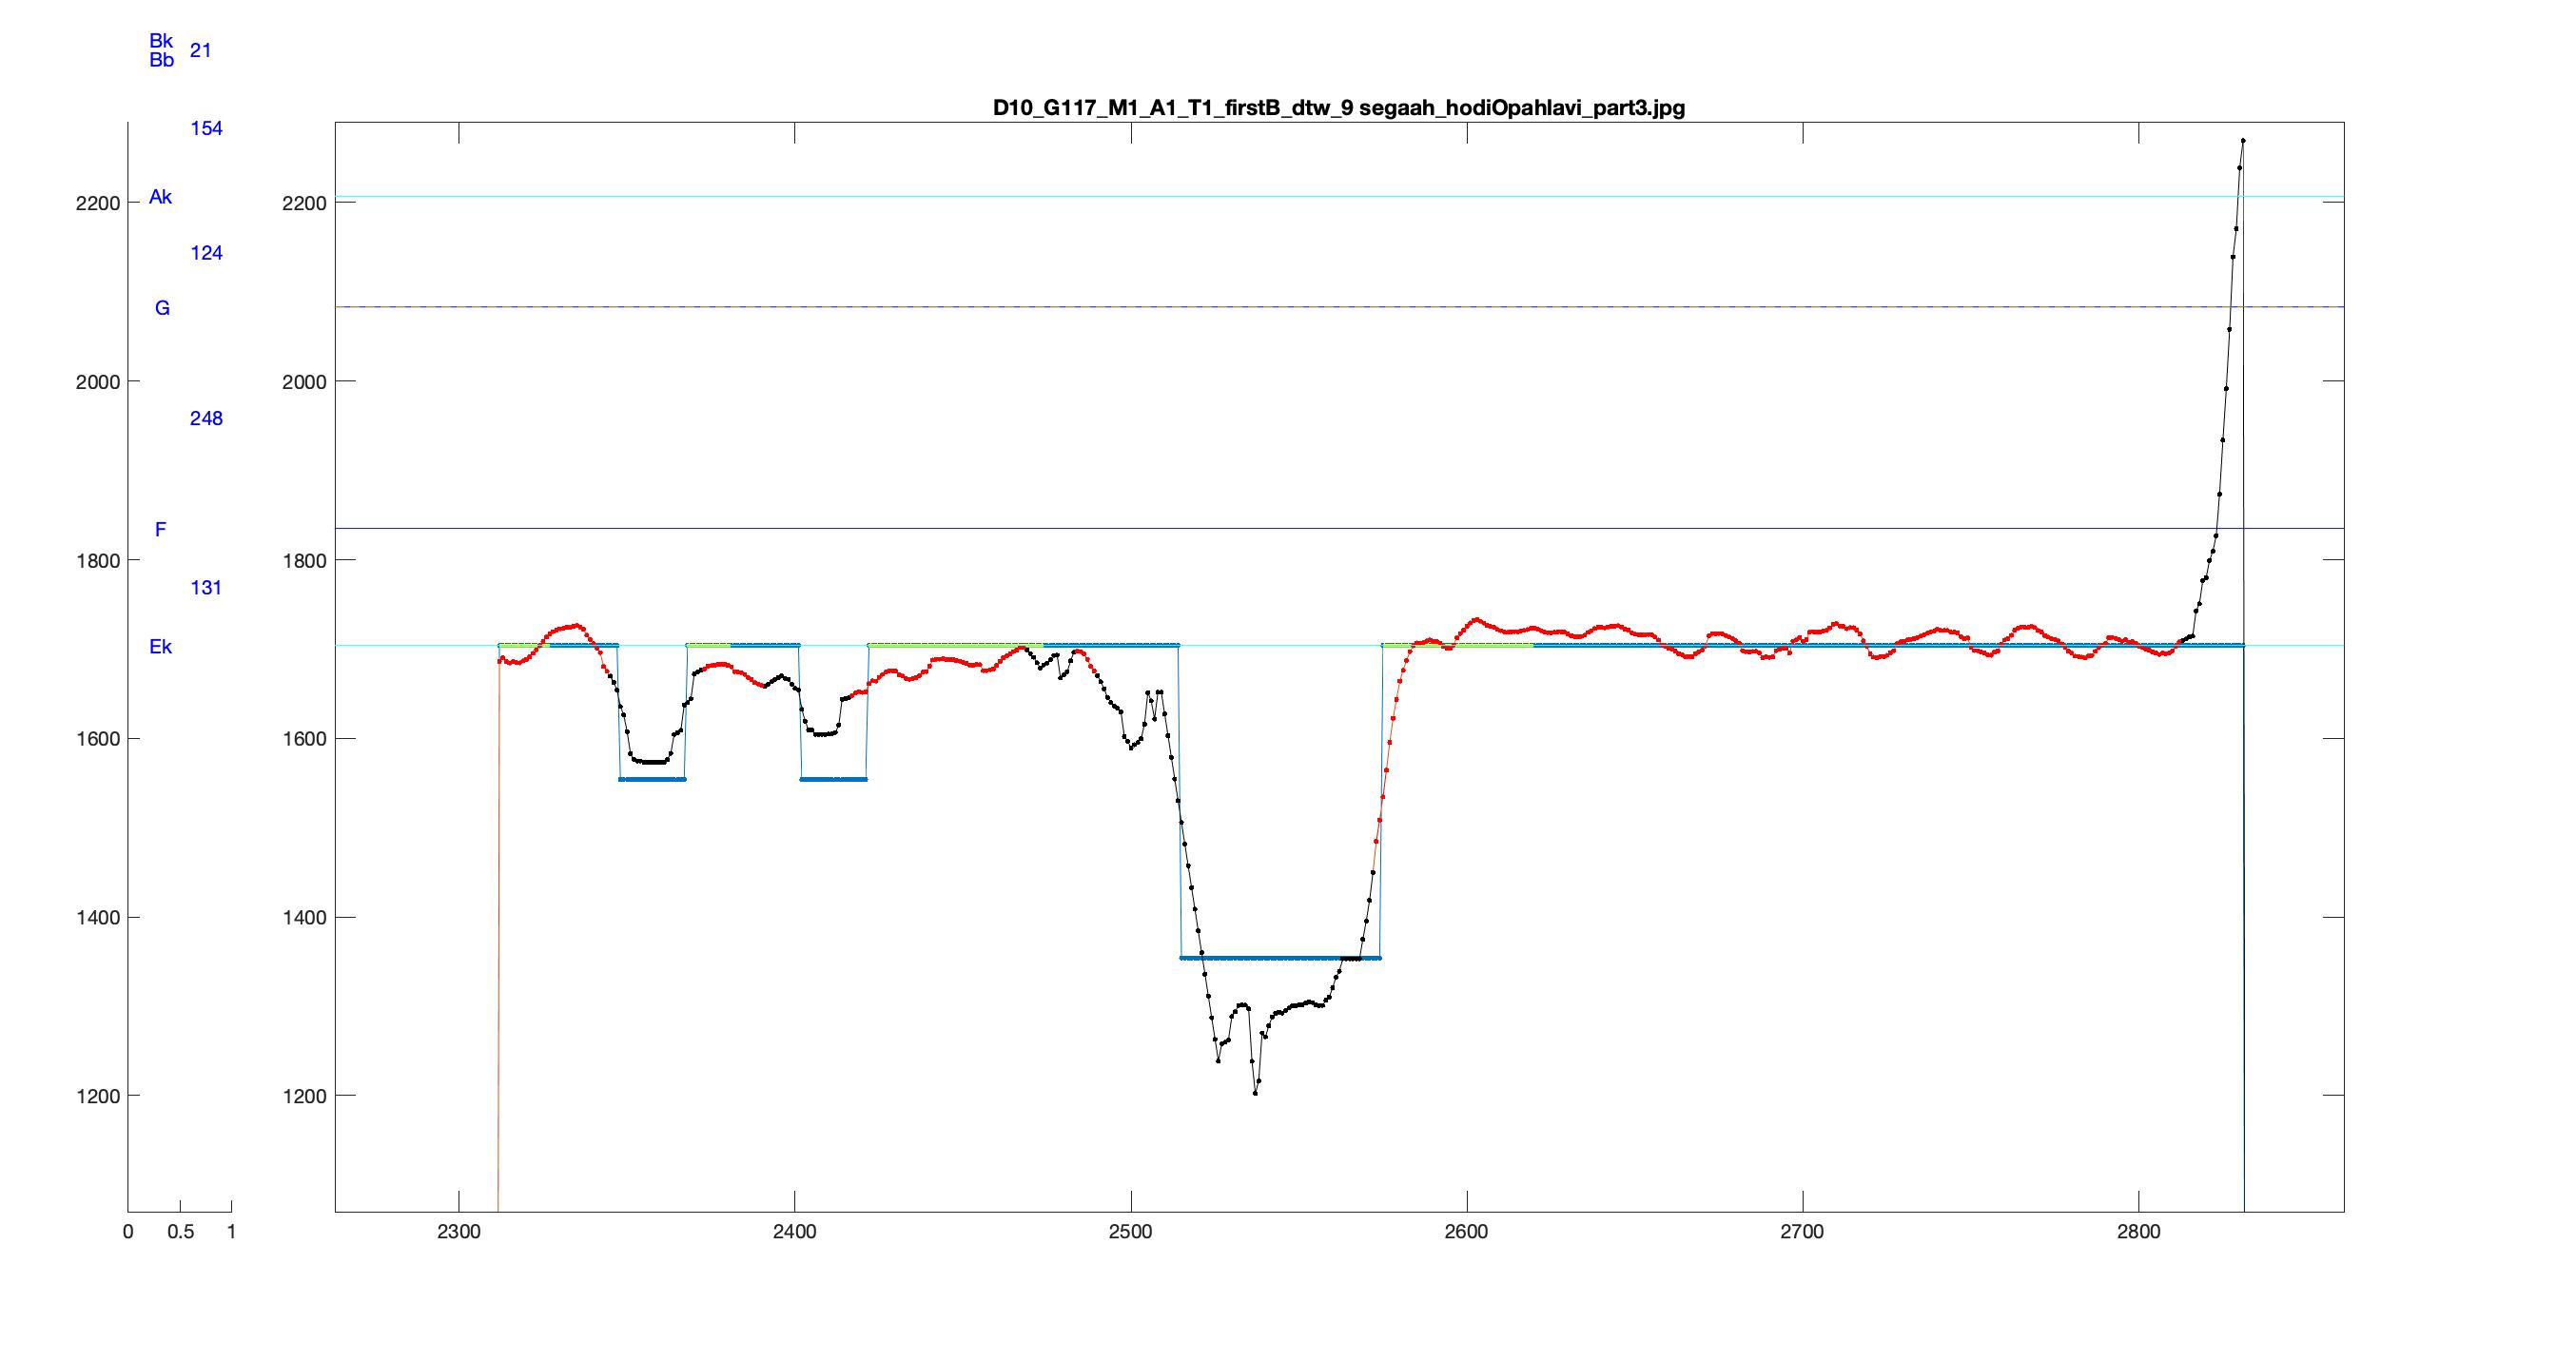 Bk
21
Bb
D10_G117_M1_A1_T1_firstB_dtw_9 segaah_hodiOpahlavi_part3.jpg
154
2200 Ak 2200
124
G
2000 2000
248
F
1800 1800
131
Ek
1600 1600
1400 1400
1200 1200
0 0.5 1 2300 2400 2500 2600 2700 2800